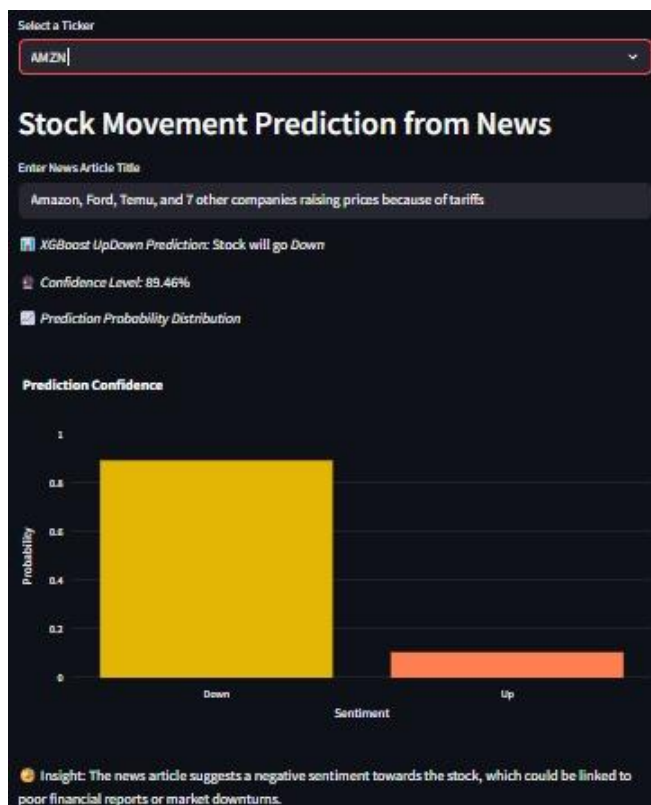 Select a Ticker
AMZN
Stock Movement Prediction from News
Enter News Article Title
Amazon, Ford, Temu, and 7 other companies raising prices because of tariffs
XGBoost UpDown Prediction: Stock will go Down
Confidence Level: 89.46%
Prediction Probability Distribution
Prediction Confidence
1
0.8
0.6
0.4
0.2
0
Probability
Down
Up
Sentiment
Insight: The news article suggests a negative sentiment towards the stock, which could be linked to
poor financial reports or market downturns.